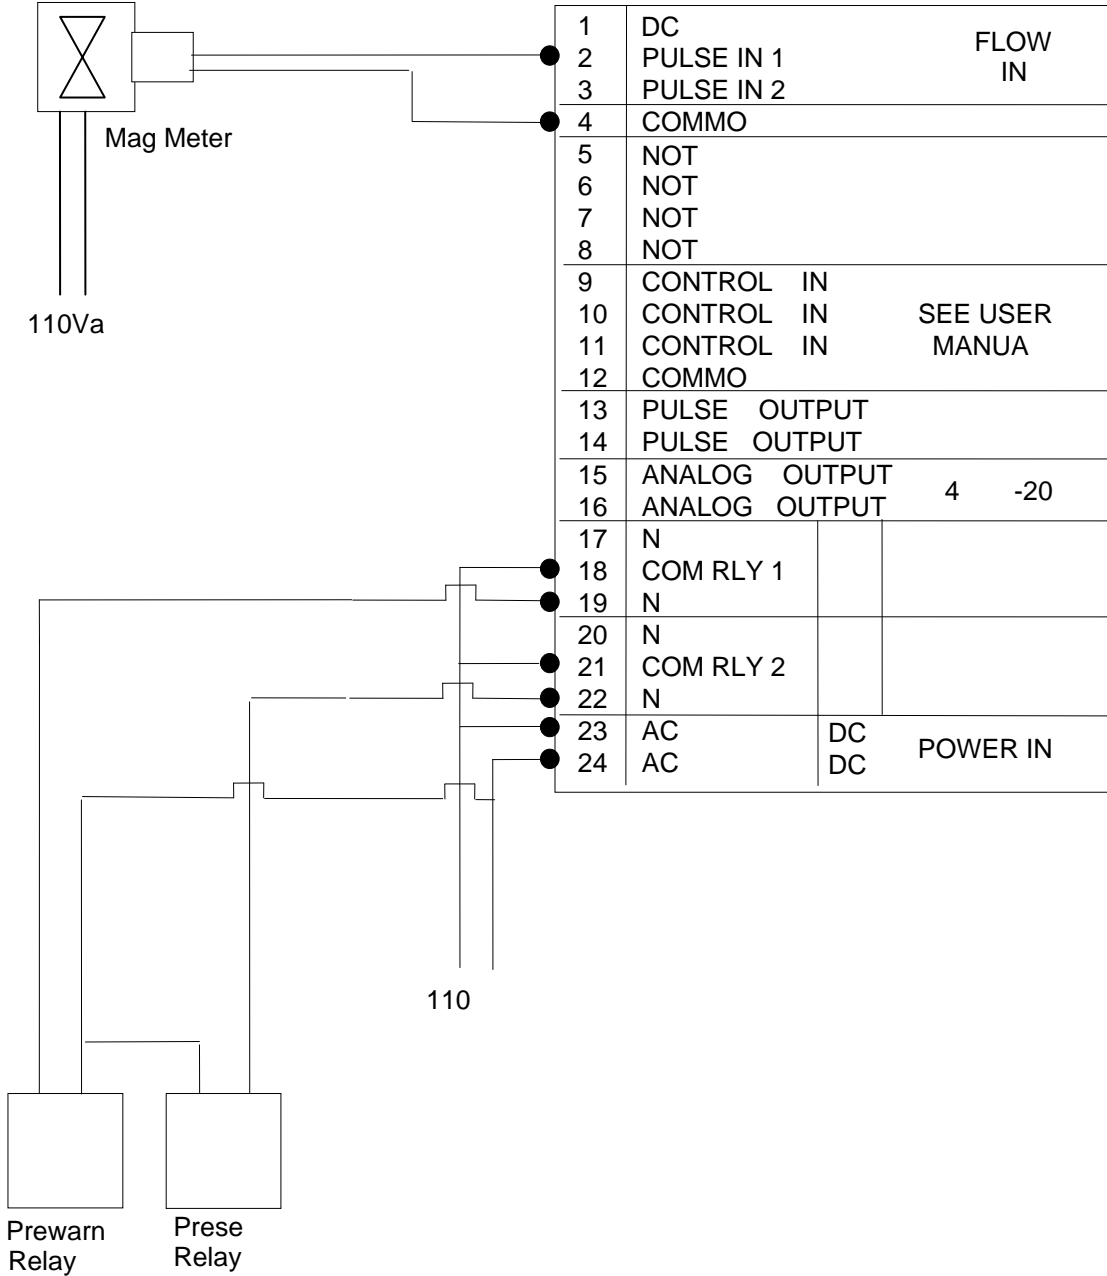 Mag Meter
110Va
1 DC
2 PULSE IN 1
3 PULSE IN 2
FLOW
IN
4 COMMO
5 NOT
6 NOT
7 NOT
8 NOT
9 CONTROL IN
10 CONTROL IN
11 CONTROL IN
12 COMMO
SEE USER
MANUA
13 PULSE OUTPUT
14 PULSE OUTPUT
15 ANALOG OUTPUT
16 ANALOG OUTPUT
4 -20
17 N
18 COM RLY 1
19 N
20 N
21 COM RLY 2
22 N
23 AC DC
24 AC DC
POWER IN
110
Prewarn
Relay
Prese
Relay